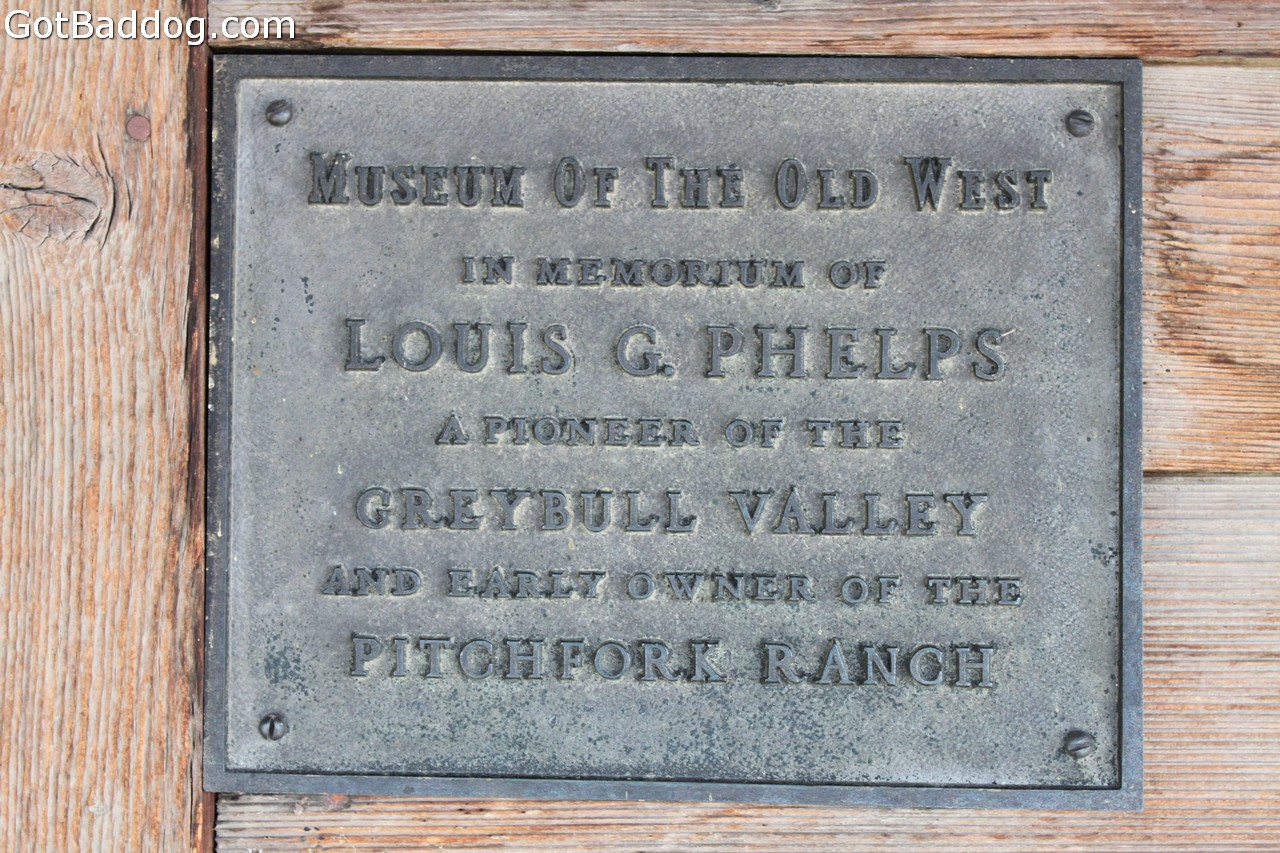 GotBaddog.com
MUSEUM OF THE OLD WEST
IN MEMORIUM OF
LOUIS G. PHELPS
A PIONEER OF THE
GREYBULL VALLEY
AND EARLY OWNER OF THE
PITCHFORK RANCH